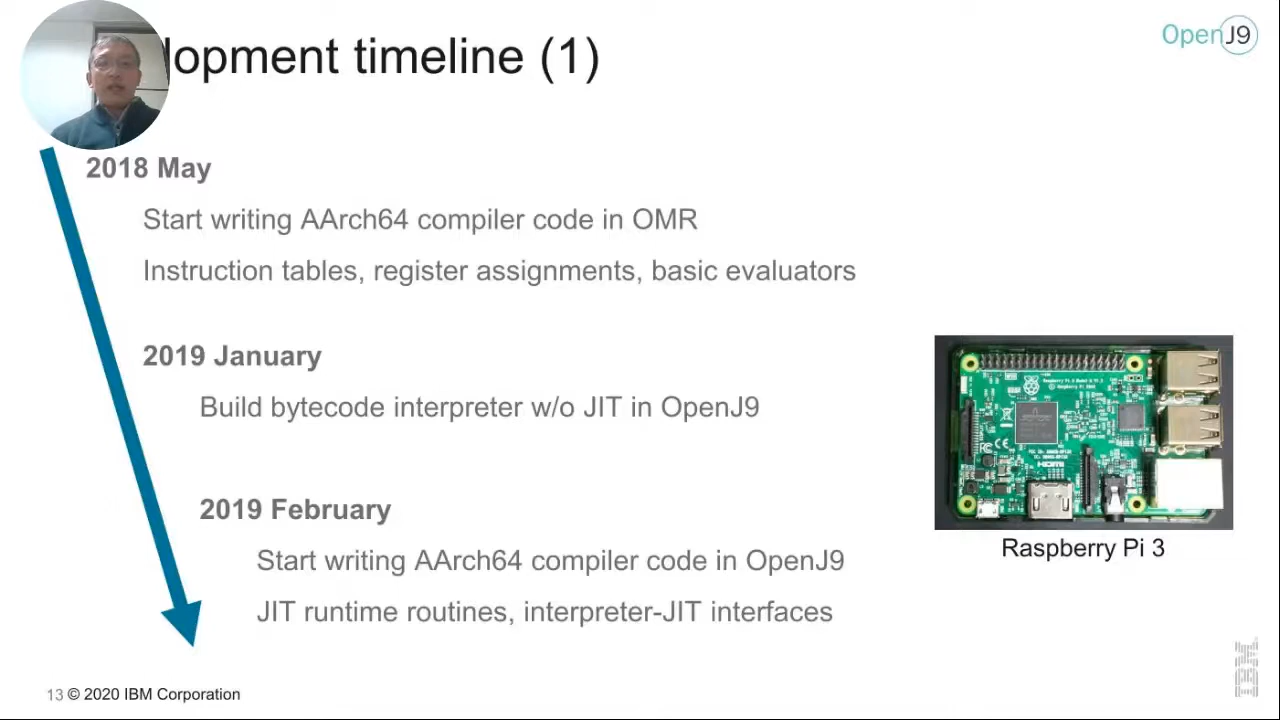 lopment timeline (1)
OpenJ9
2018 May
Start writing AArch64 compiler code in OMR
Instruction tables, register assignments, basic evaluators
2019 January
Build bytecode interpreter w/o JIT in OpenJ9
2019 February
Start writing AArch64 compiler code in OpenJ9
JIT runtime routines, interpreter-JIT interfaces
HDMI
Raspberry Pi 3
13 © 2020 IBM Corporation
IBM